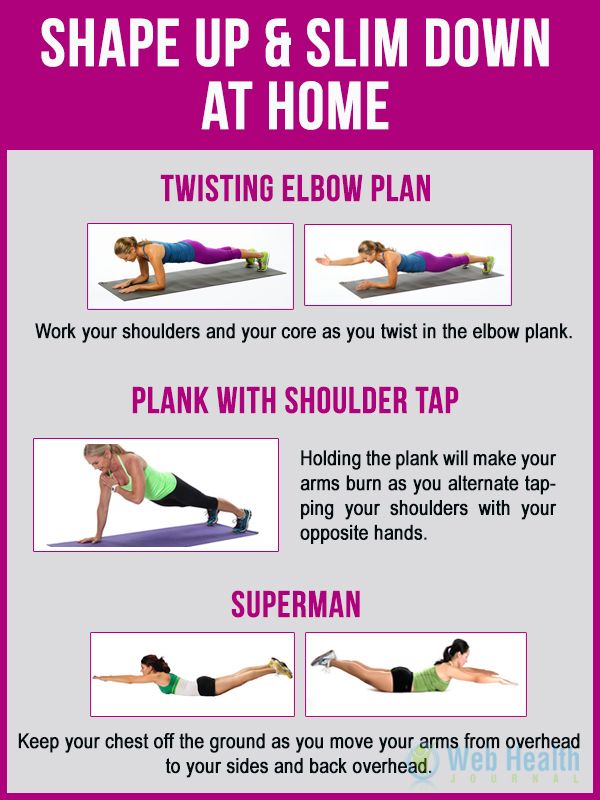 SHAPE UP & SLIM DOWN
AT HOME
TWISTING ELBOW PLAN
Work your shoulders and your core as you twist in the elbow plank.
PLANK WITH SHOULDER TAP
Holding the plank will make your
arms burn as you alternate tap-
ping your shoulders with your
opposite hands.
SUPERMAN
Keep your chest off the ground as you move your arms from overhead
to your sides and back overhead.
Web Health
JOURNAL